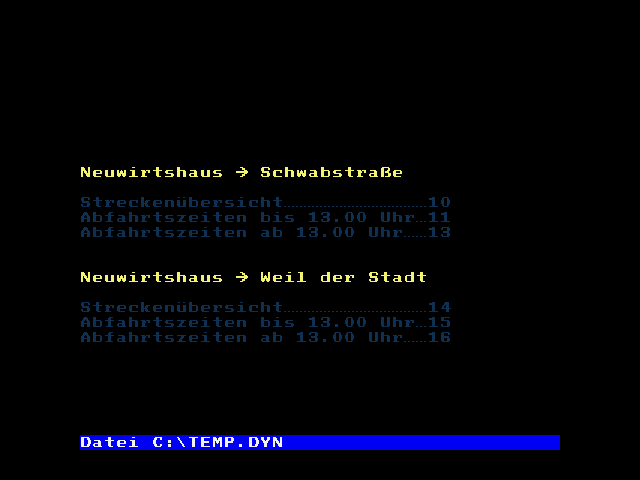 Neuwirtshaus → Schwabstraße
Streckenübersicht........................10
Abfahrtszeiten bis 13.00 Uhr..11
Abfahrtszeiten ab 13.00 Uhr....13
Neuwirtshaus → Weil der Stadt
Streckenübersicht........................14
Abfahrtszeiten bis 13.00 Uhr..15
Abfahrtszeiten ab 13.00 Uhr....16
Datei C:\TEMP.DYN